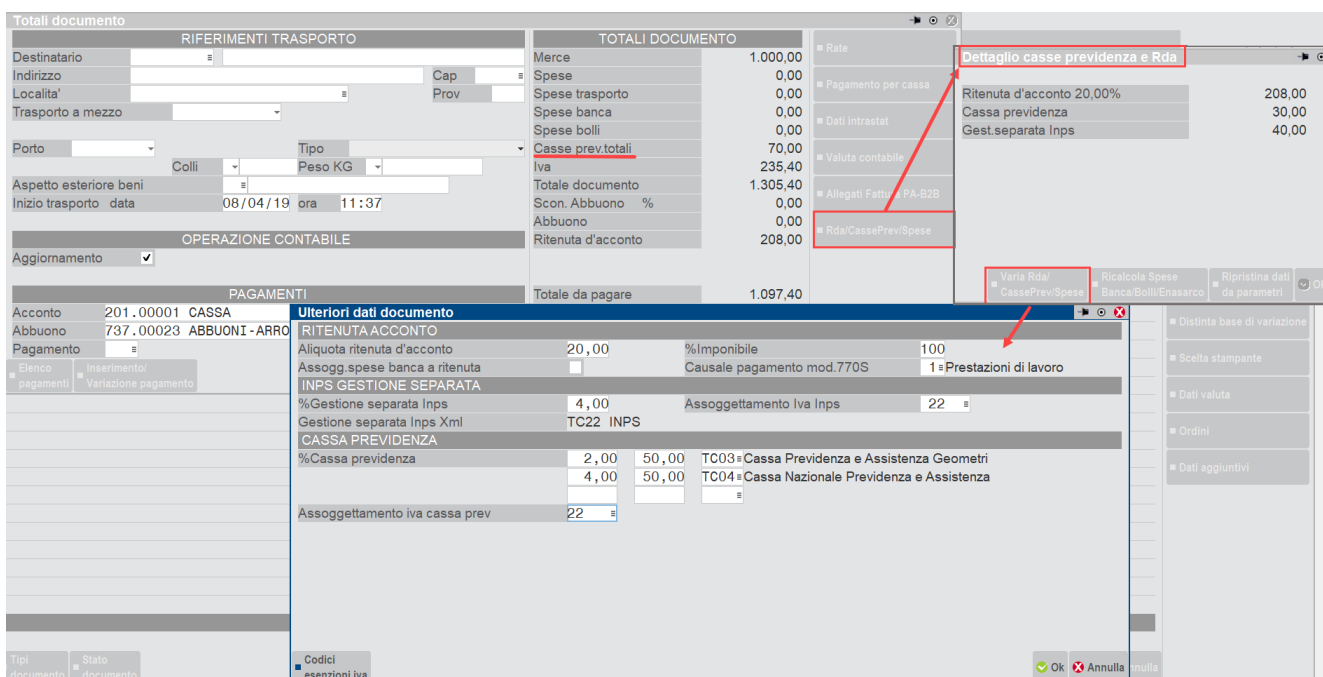 Totali documento
RIFERIMENTI TRASPORTO
Destinatario
Indirizzo Cap
Localita' Prov
Trasporto a mezzo
Porto Tipo
Colli Peso KG
Aspetto esteriore beni
Inizio trasporto data 08/04/19 ora 11:37
OPERAZIONE CONTABILE
Aggiornamento
PAGAMENTI
Acconto 201.00001 CASSA
Abbuono 737.00023 ABBUONI-ARRO
Pagamento
Elenco pagamenti
Inserimento/ Variazione pagamento
TOTALI DOCUMENTO
Merce 1.000,00
Spese 0,00
Spese trasporto 0,00
Spese banca 0,00
Spese bolli 0,00
Casse prev.totali 70,00
Iva 235,40
Totale documento 1.305,40
Scon. Abbuono % 0,00
Abbuono 0,00
Ritenuta d'acconto 208,00
Totale da pagare 1.097,40
Rate
Pagamento per cassa
Dati intrastat
Valuta contabile
Allegati Fattura PA-B2B
Rda/CassePrev/Spese
Dettaglio casse previdenza e Rda
Ritenuta d'acconto 20,00% 208,00
Cassa previdenza 30,00
Gest.separata Inps 40,00
Varia Rda/ CassePrev/Spese
Ricalcola Spese Banca/Bolli/Enasarco
Ripristina dati da parametri
Ulteriori dati documento
RITENUTA ACCONTO
Aliquota ritenuta d'acconto 20,00 %Imponibile 100
Assogg.spese banca a ritenuta Causale pagamento mod.770S 1 Prestazioni di lavoro
INPS GESTIONE SEPARATA
%Gestione separata Inps 4,00 Assoggettamento Iva Inps 22
Gestione separata Inps Xml TC22 INPS
CASSA PREVIDENZA
%Cassa previdenza 2,00 50,00 TC03 Cassa Previdenza e Assistenza Geometri
4,00 50,00 TC04 Cassa Nazionale Previdenza e Assistenza
Assoggettamento iva cassa prev 22
Codici esenzioni iva
Ok Annulla
Distinta base di variazione
Scelta stampante
Dati valuta
Ordini
Dati aggiuntivi
Tipi documento
Stato documento